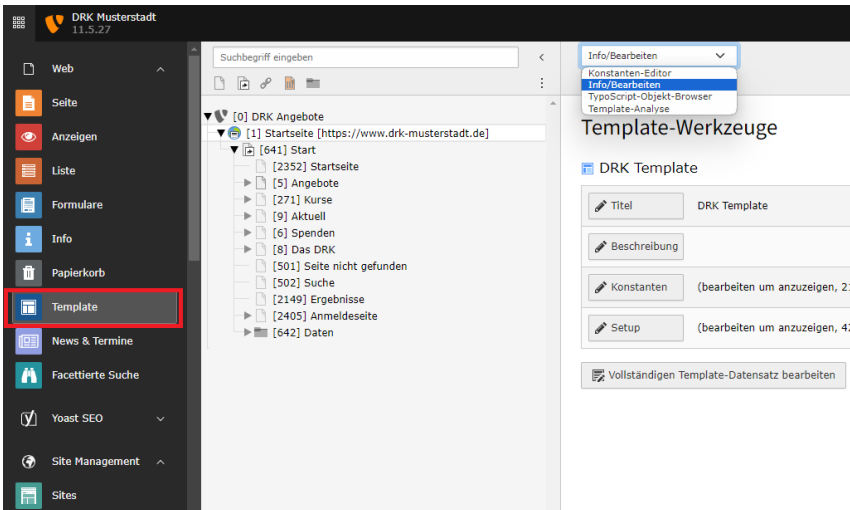 DRK Musterstadt
11.5.27
Web
Seite
Anzeigen
Liste
Formulare
Info
Papierkorb
Template
News & Termine
Facettierte Suche
Yoast SEO
Site Management
Sites
Suchbegriff eingeben
[0] DRK Angebote
[1] Startseite [https://www.drk-musterstadt.de]
[641] Start
[2352] Startseite
[5] Angebote
[271] Kurse
[9] Aktuell
[6] Spenden
[8] Das DRK
[501] Seite nicht gefunden
[502] Suche
[2149] Ergebnisse
[2405] Anmeldeseite
[642] Daten
Info/Bearbeiten
Konstanten-Editor
Info/Bearbeiten
TypoScript-Objekt-Browser
Template-Analyse
Template-Werkzeuge
DRK Template
Titel DRK Template
Beschreibung
Konstanten (bearbeiten um anzuzeigen, 21
Setup (bearbeiten um anzuzeigen, 42
Vollständigen Template-Datensatz bearbeiten